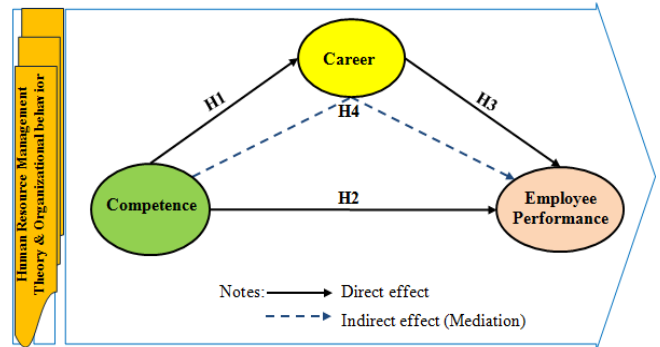 Human Resource Management
Theory & Organizational behavior
Career
H1
H4
H3
Competence
H2
Employee
Performance
Notes:
Direct effect
Indirect effect (Mediation)